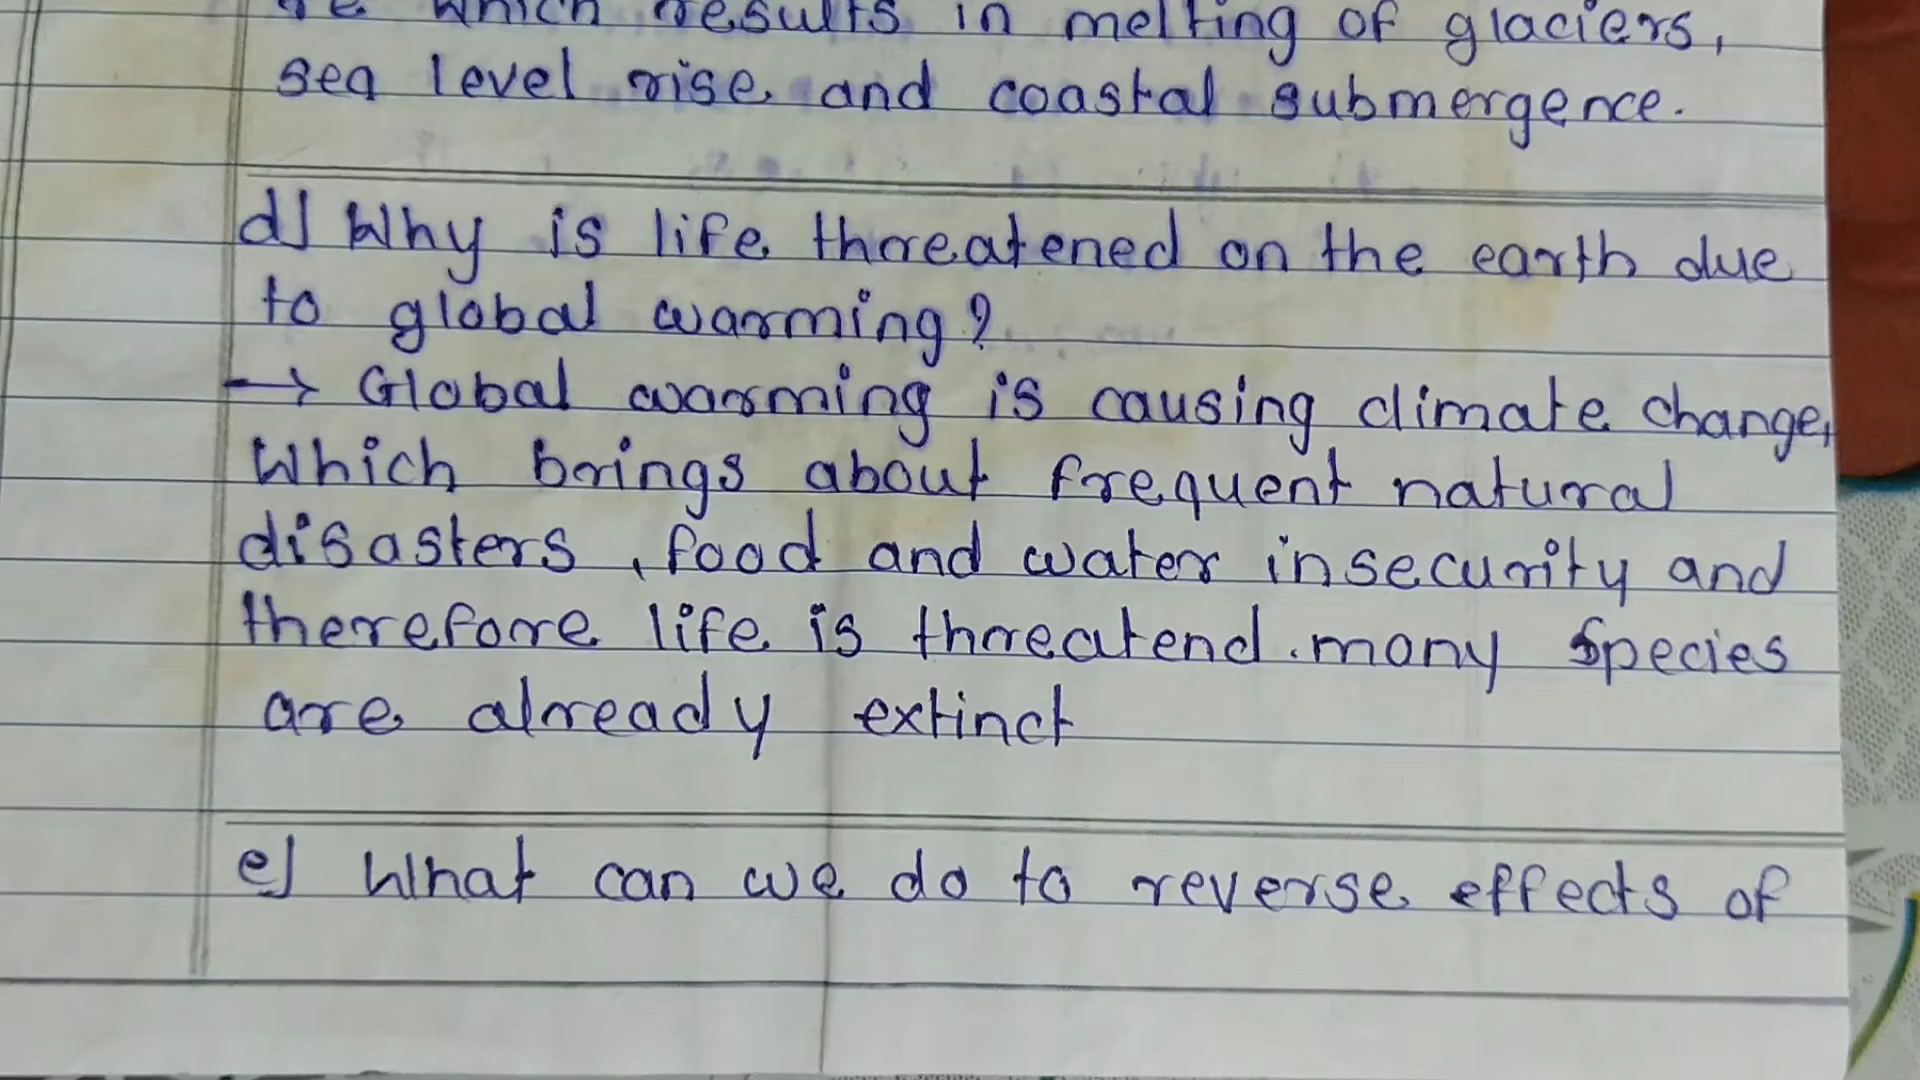 which results in melting of glaciers,
sea level rise and coastal submergence.
d] Why is life threatened on the earth due
to global warming?
→ Global warming is causing climate change,
Which brings about frequent natural
disasters, food and water insecurity and
therefore life is threatend. many species
are already extinct
e] What can we do to reverse effects of